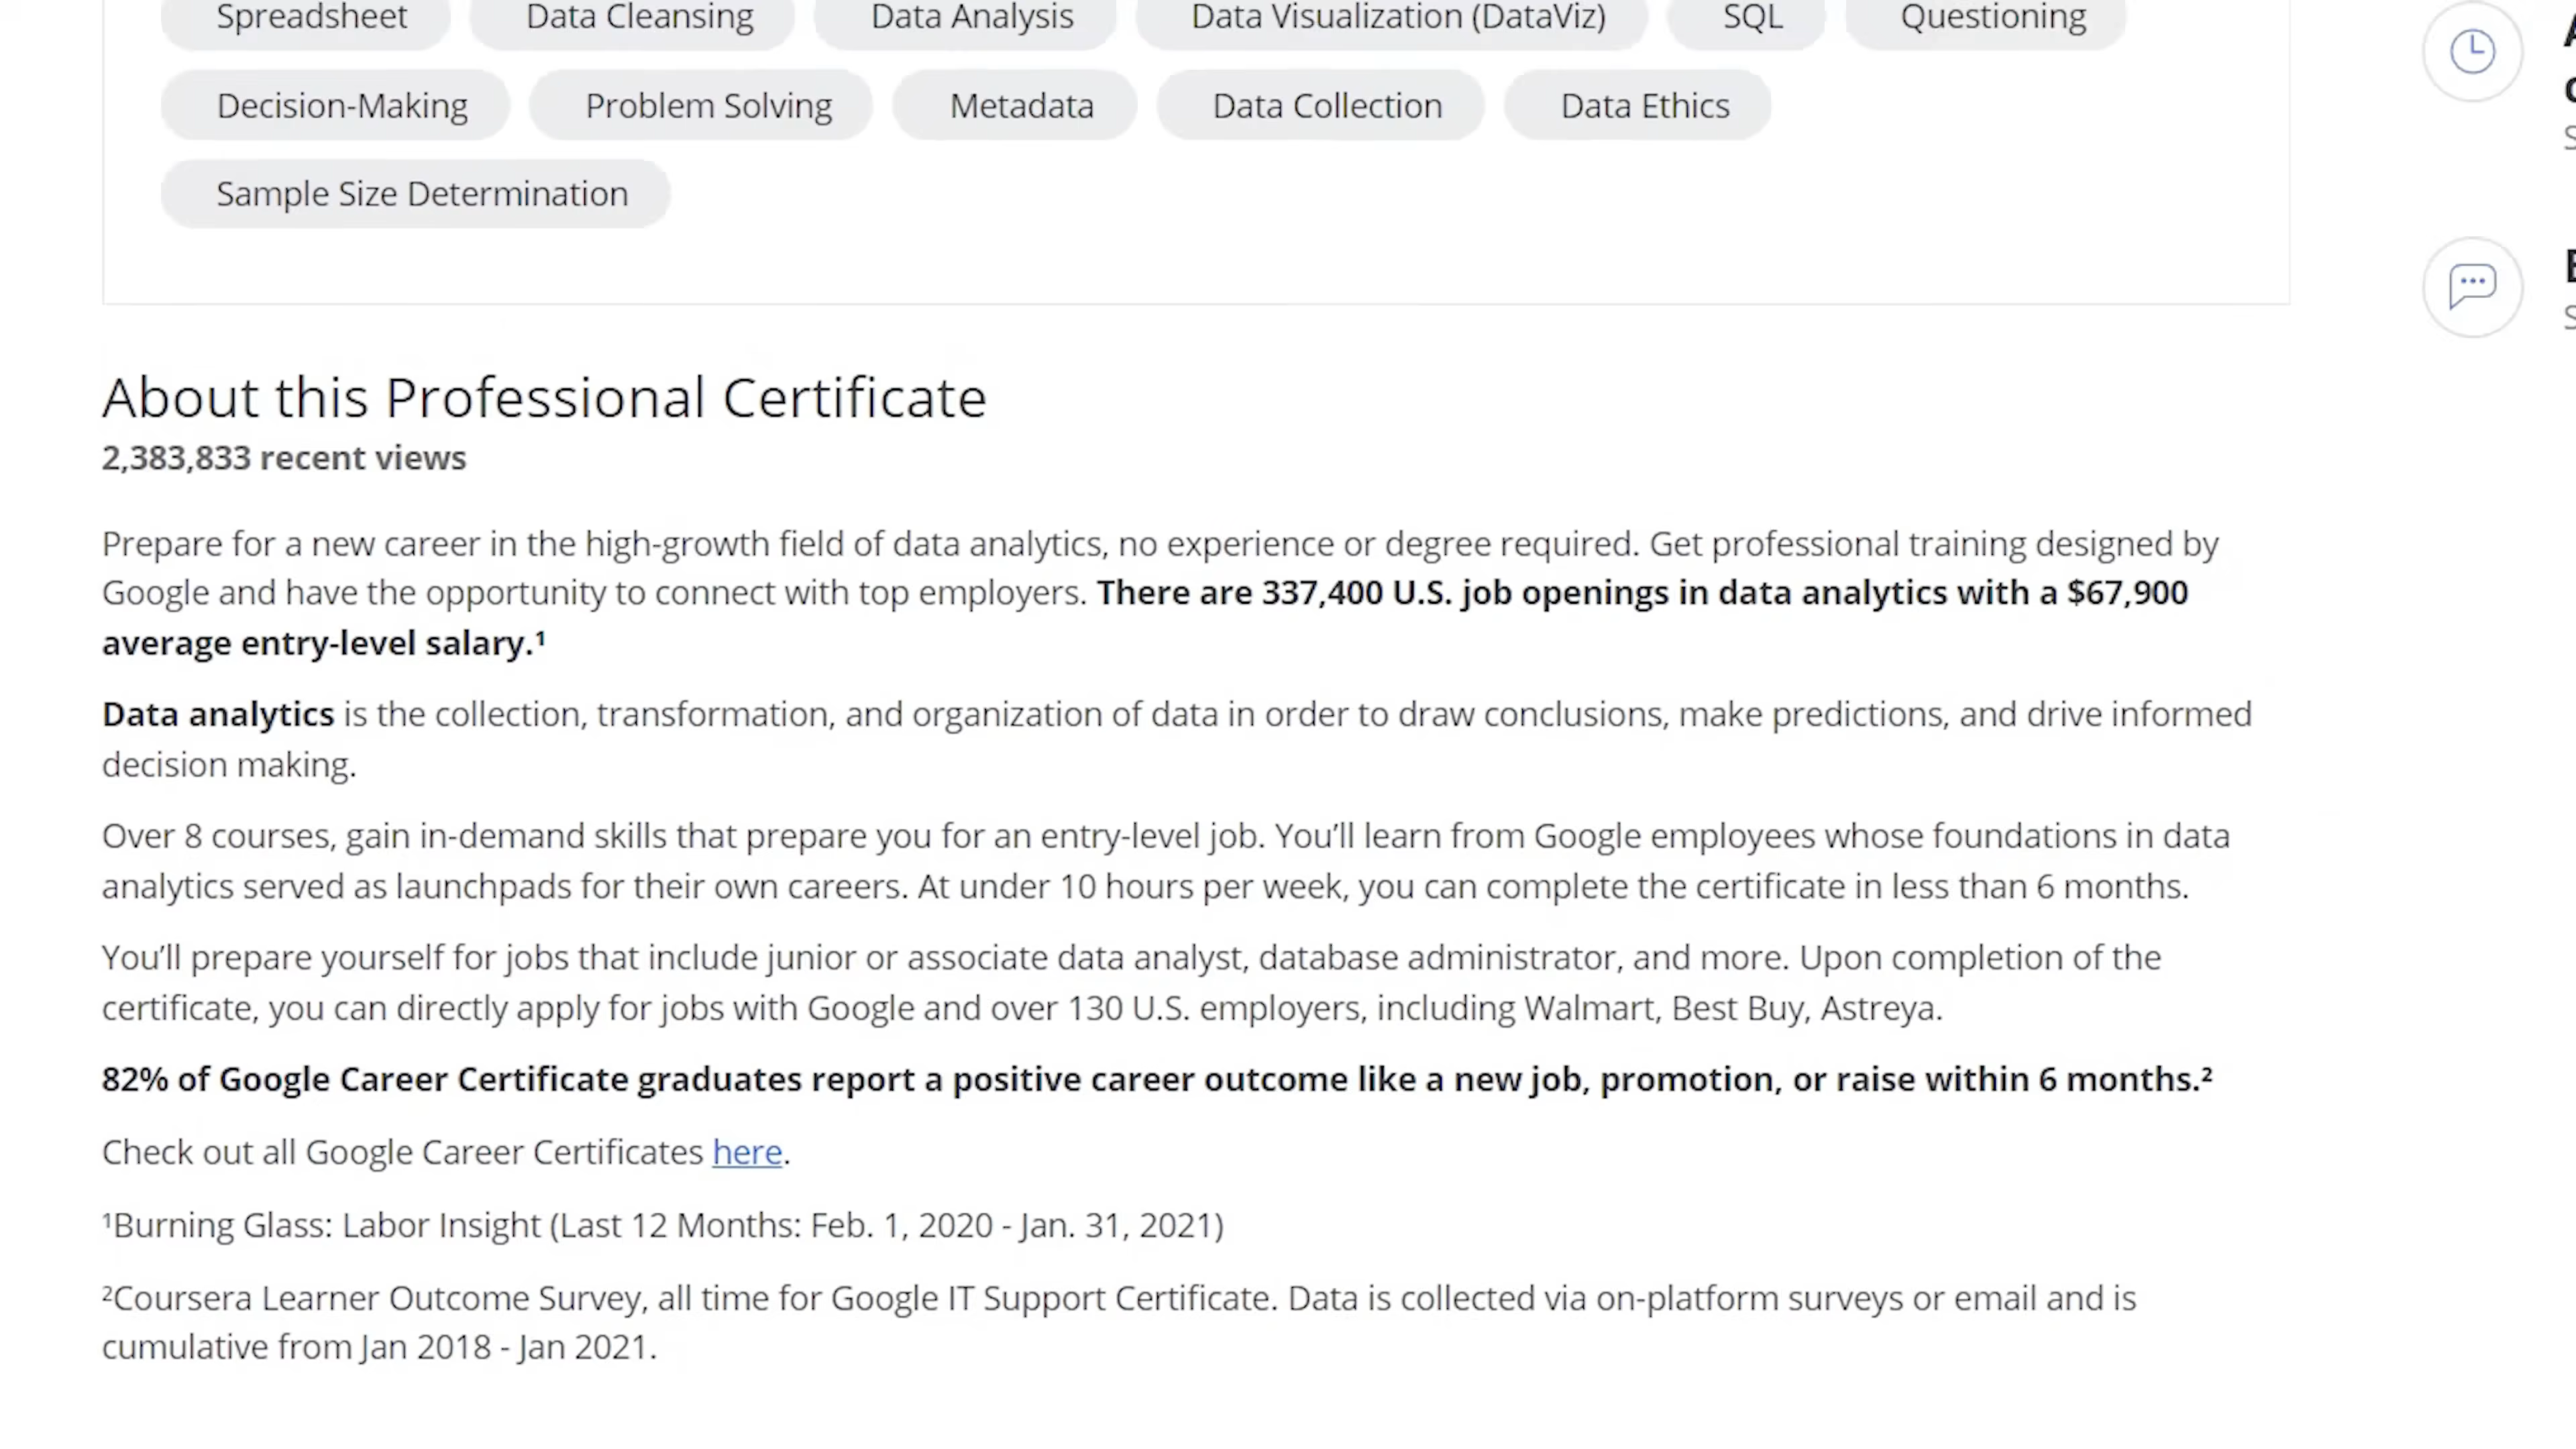 Spreadsheet Data Cleansing Data Analysis Data Visualization (DataViz) SQL Questioning
Decision-Making Problem Solving Metadata Data Collection Data Ethics
Sample Size Determination
About this Professional Certificate
2,383,833 recent views
Prepare for a new career in the high-growth field of data analytics, no experience or degree required. Get professional training designed by
Google and have the opportunity to connect with top employers. There are 337,400 U.S. job openings in data analytics with a $67,900
average entry-level salary.¹
Data analytics is the collection, transformation, and organization of data in order to draw conclusions, make predictions, and drive informed
decision making.
Over 8 courses, gain in-demand skills that prepare you for an entry-level job. You’ll learn from Google employees whose foundations in data
analytics served as launchpads for their own careers. At under 10 hours per week, you can complete the certificate in less than 6 months.
You’ll prepare yourself for jobs that include junior or associate data analyst, database administrator, and more. Upon completion of the
certificate, you can directly apply for jobs with Google and over 130 U.S. employers, including Walmart, Best Buy, Astreya.
82% of Google Career Certificate graduates report a positive career outcome like a new job, promotion, or raise within 6 months.²
Check out all Google Career Certificates here.
¹Burning Glass: Labor Insight (Last 12 Months: Feb. 1, 2020 - Jan. 31, 2021)
²Coursera Learner Outcome Survey, all time for Google IT Support Certificate. Data is collected via on-platform surveys or email and is
cumulative from Jan 2018 - Jan 2021.